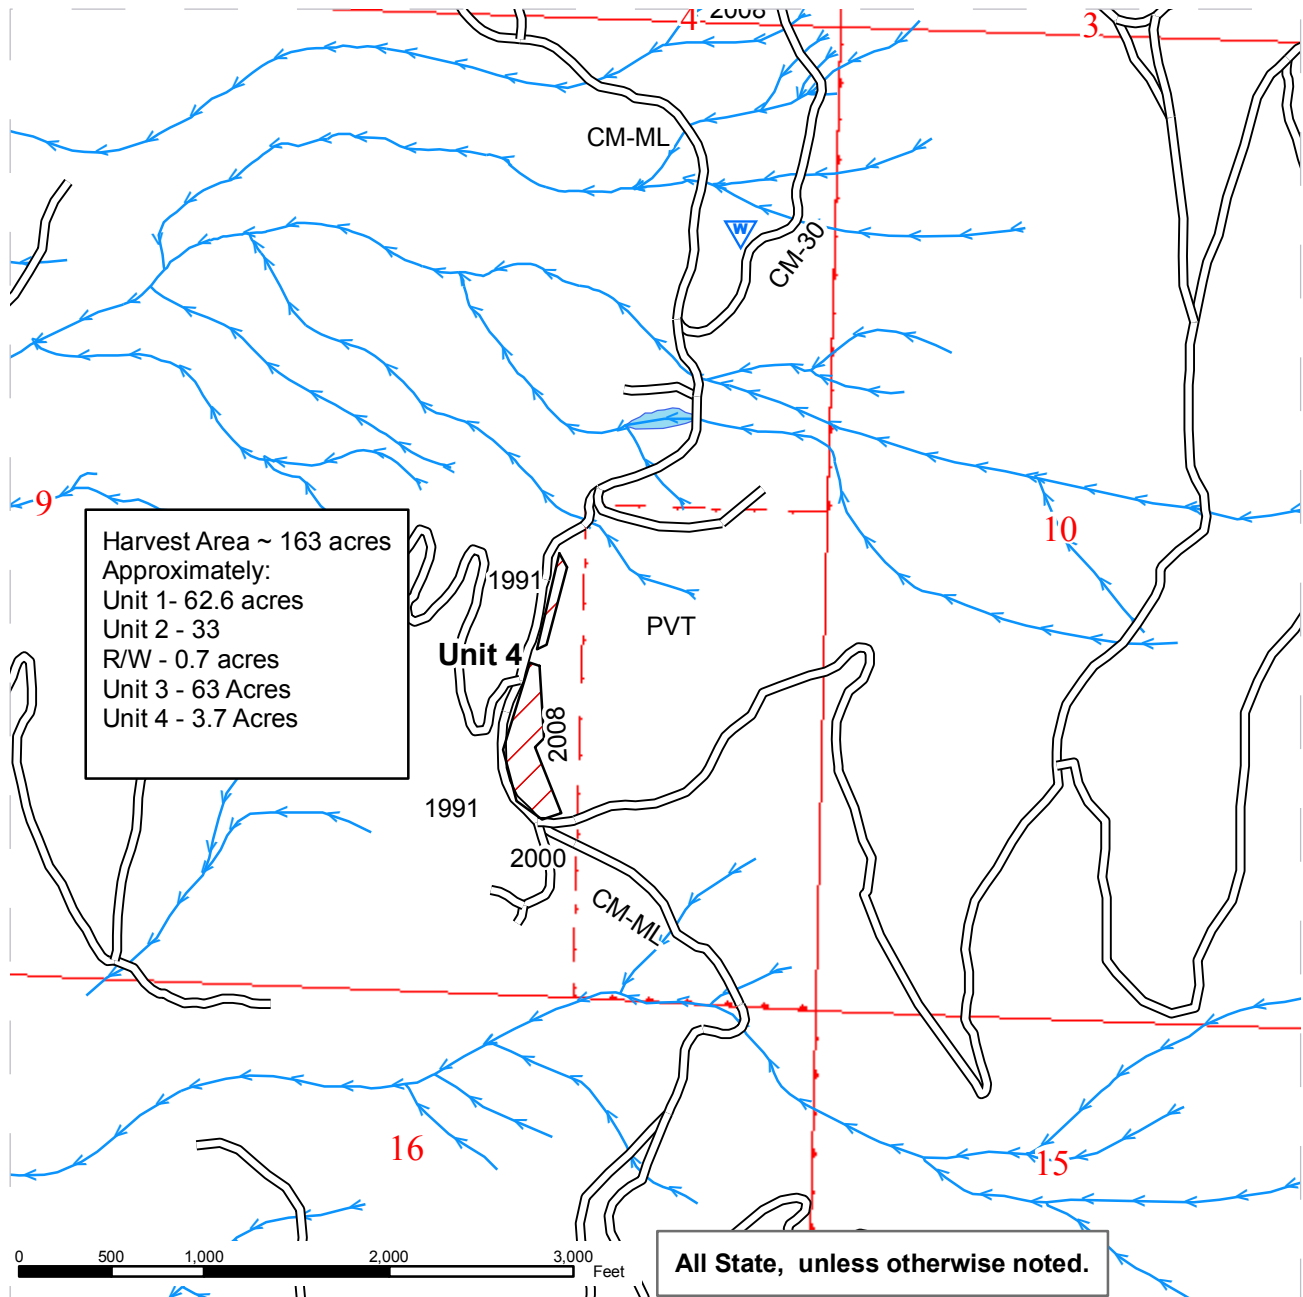 2008
4
3
CM-ML
W
CM-30
9
10
Harvest Area ~ 163 acres
Approximately:
Unit 1- 62.6 acres
Unit 2 - 33
R/W - 0.7 acres
Unit 3 - 63 Acres
Unit 4 - 3.7 Acres
1991
PVT
Unit 4
2008
1991
2000
CM-ML
16
15
0 500 1,000 2,000 3,000
Feet
All State, unless otherwise noted.